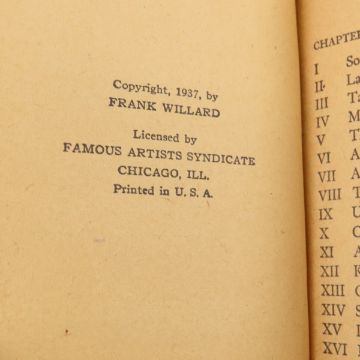 Copyright, 1937, by
FRANK WILLARD
Licensed by
FAMOUS ARTISTS SYNDICATE
CHICAGO, ILL.
Printed in U. S. A.
CHAPTER
I
II
III
IV
V
VI
VII
VIII
IX
X
XI
XII
XIII
XIV
XV
XVI